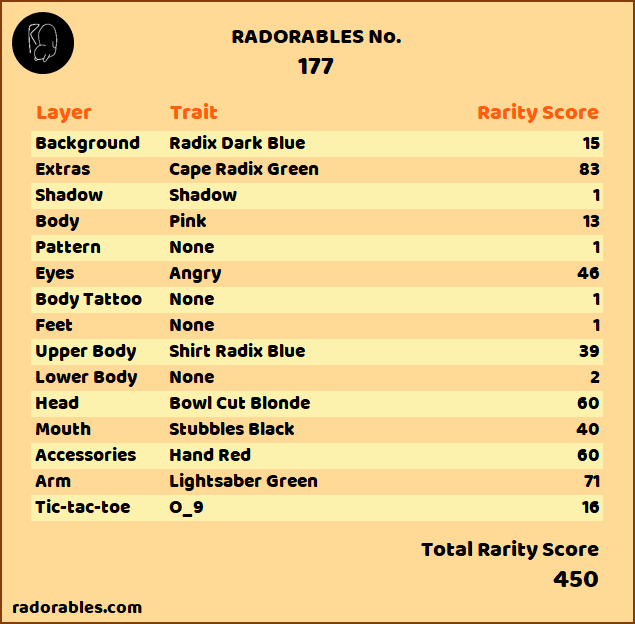 RADORABLES No.
177
Layer Trait Rarity Score
Background Radix Dark Blue 15
Extras Cape Radix Green 83
Shadow Shadow 1
Body Pink 13
Pattern None 1
Eyes Angry 46
Body Tattoo None 1
Feet None 1
Upper Body Shirt Radix Blue 39
Lower Body None 2
Head Bowl Cut Blonde 60
Mouth Stubbles Black 40
Accessories Hand Red 60
Arm Lightsaber Green 71
Tic-tac-toe O_9 16
Total Rarity Score
450
radorables.com